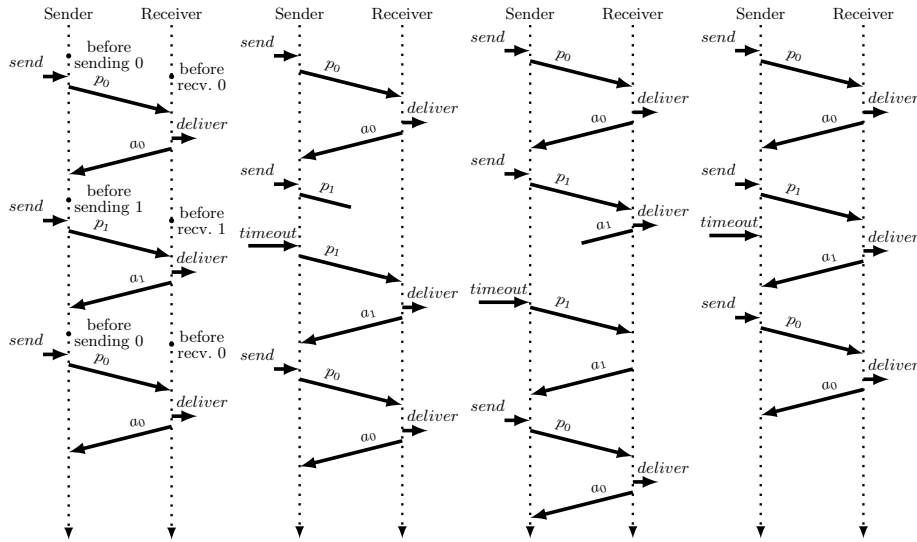 Sender Receiver
before
sending 0
send
before
recv. 0
p0
deliver
a0
before
sending 1
send
before
recv. 1
p1
deliver
a1
before
sending 0
send
before
recv. 0
p0
deliver
a0
Sender Receiver
send
p0
deliver
a0
send
p1
timeout
p1
deliver
a1
send
p0
deliver
a0
Sender Receiver
send
p0
deliver
a0
send
p1
deliver
a1
timeout
p1
a1
send
p0
deliver
a0
Sender Receiver
send
p0
deliver
a0
send
p1
timeout
deliver
a1
send
p0
deliver
a0